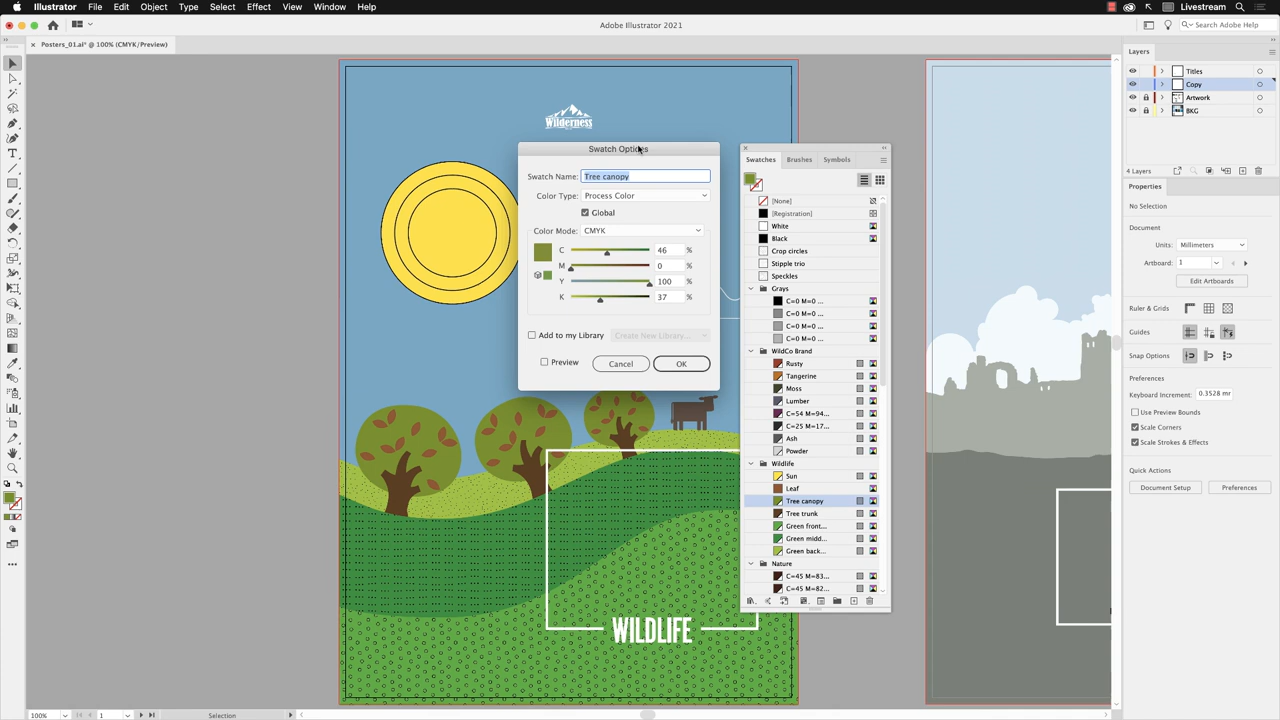 Illustrator File Edit Object Type Select Effect View Window Help Livestream
Adobe Illustrator 2021
Search Adobe Help
Posters_01.ai* @ 100% (CMYK/Preview)
Wilderness
Swatch Options
Swatch Name: Tree canopy
Color Type: Process Color
Global
Color Mode: CMYK
C 46 %
M 0 %
Y 100 %
K 37 %
Add to my Library Create New Library...
Preview Cancel OK
Swatches Brushes Symbols
[None]
[Registration]
White
Black
Crop circles
Stipple trio
Speckles
Grays
C=0 M=0 ...
C=0 M=0 ...
C=0 M=0 ...
C=0 M=0 ...
WildCo Brand
Rusty
Tangerine
Moss
Lumber
C=54 M=94...
C=25 M=17...
Ash
Powder
Wildlife
Sun
Leaf
Tree canopy
Tree trunk
Green front...
Green midd...
Green back...
Nature
C=45 M=83...
C=45 M=82...
WILDLIFE
Layers
Titles
Copy
Artwork
BKG
4 Layers
Properties
No Selection
Document
Units: Millimeters
Artboard: 1
Edit Artboards
Ruler & Grids
Guides
Snap Options
Preferences
Keyboard Increment: 0.3528 mr
Use Preview Bounds
Scale Corners
Scale Strokes & Effects
Quick Actions
Document Setup Preferences
100% 1 Selection